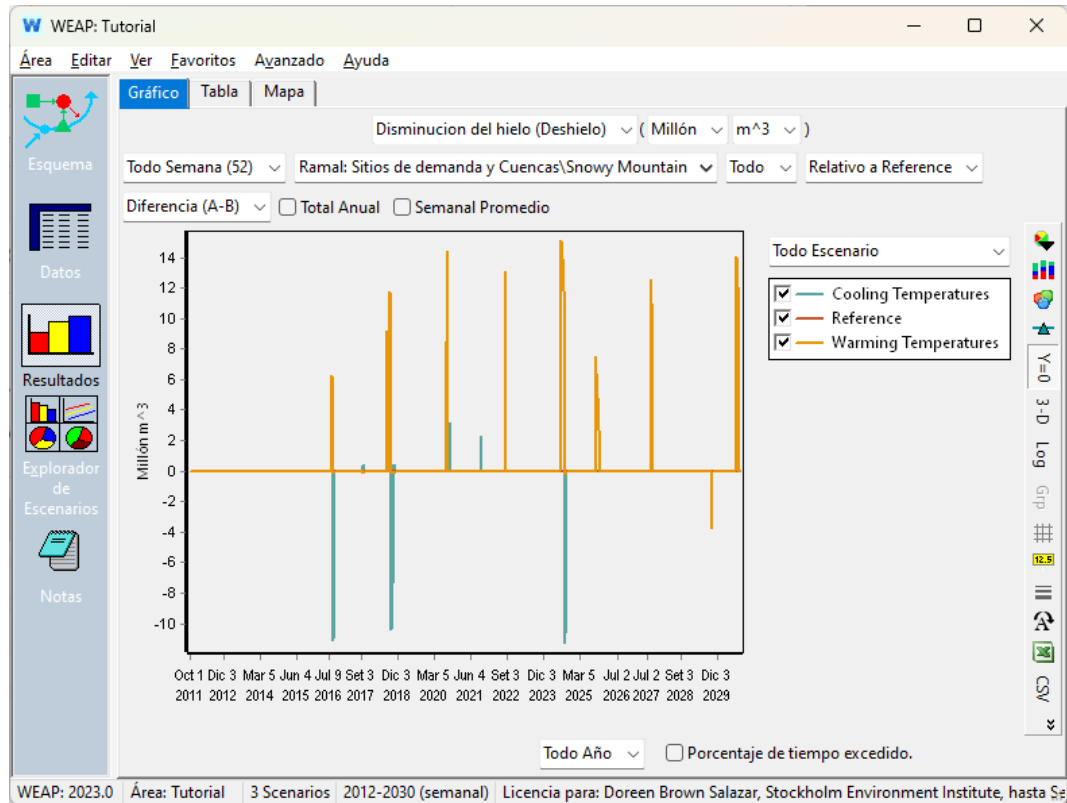 WEAP: Tutorial
Área Editar Ver Favoritos Avanzado Ayuda
Gráfico Tabla Mapa
Disminucion del hielo (Deshielo) ( Millón m^3 )
Todo Semana (52) Ramal: Sitios de demanda y Cuencas\Snowy Mountain Todo Relativo a Reference
Diferencia (A-B) Total Anual Semanal Promedio
Esquema
Datos
Resultados
Explorador
de
Escenarios
Notas
Todo Escenario
Cooling Temperatures
Reference
Warming Temperatures
Millón m^3
14
12
10
8
6
4
2
0
-2
-4
-6
-8
-10
Oct 1 Dic 3 Mar 5 Jun 4 Jul 9 Set 3 Dic 3 Mar 5 Jun 4 Set 3 Dic 3 Mar 5 Jul 2 Jul 2 Set 3 Dic 3
2011 2012 2014 2015 2016 2017 2018 2020 2021 2022 2023 2025 2026 2027 2028 2029
Y=0
3-D
Log
Grp
12.5
A
CSV
Todo Año Porcentaje de tiempo excedido.
WEAP: 2023.0 Área: Tutorial 3 Scenarios 2012-2030 (semanal) Licencia para: Doreen Brown Salazar, Stockholm Environment Institute, hasta